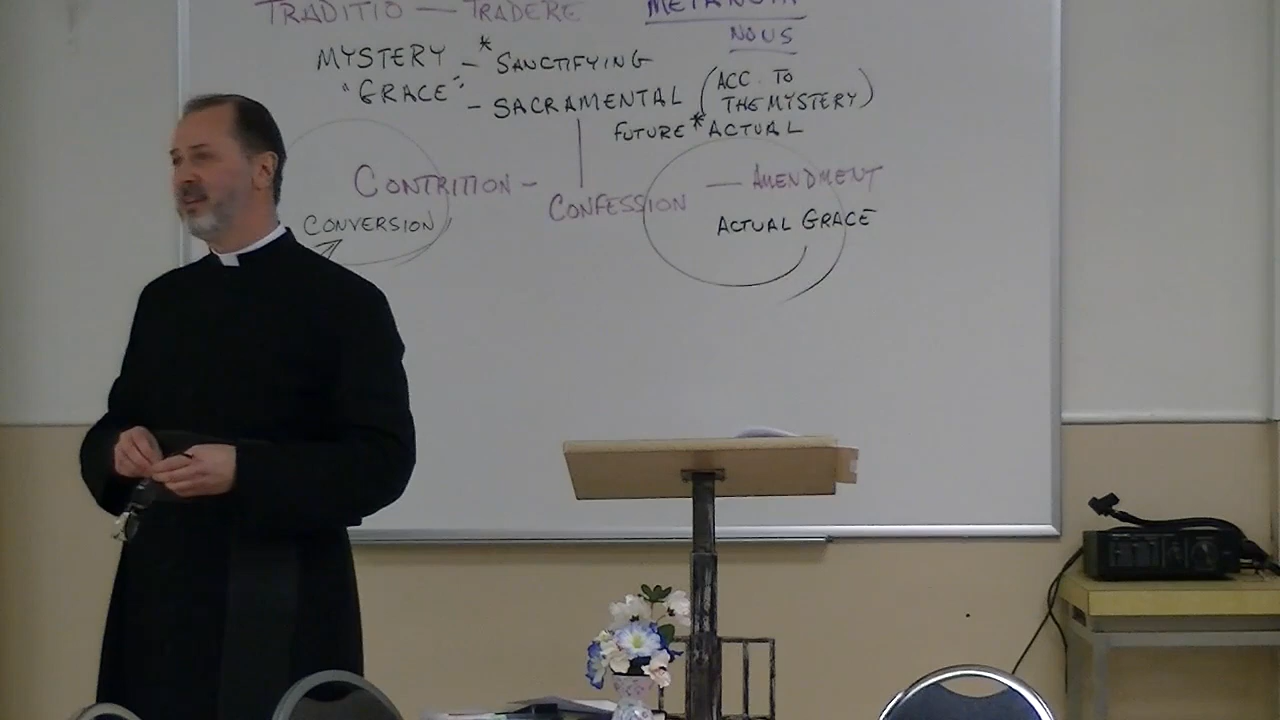 TRADITIO — TRADERE
METANOIA
NOUS
MYSTERY - * SANCTIFYING
"GRACE" - SACRAMENTAL (ACC. TO THE MYSTERY)
FUTURE * ACTUAL
CONTRITION - CONFESSION — AMENDMENT
CONVERSION
ACTUAL GRACE